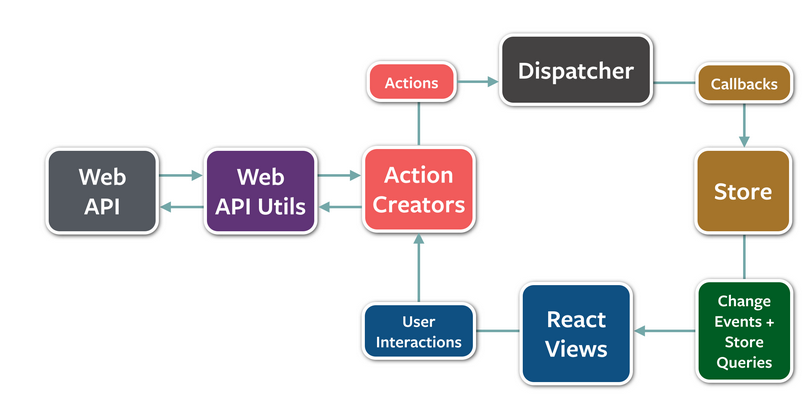 Dispatcher
Actions
Callbacks
Web
API
Web
API Utils
Action
Creators
Store
Change
Events +
Store
Queries
React
Views
User
Interactions